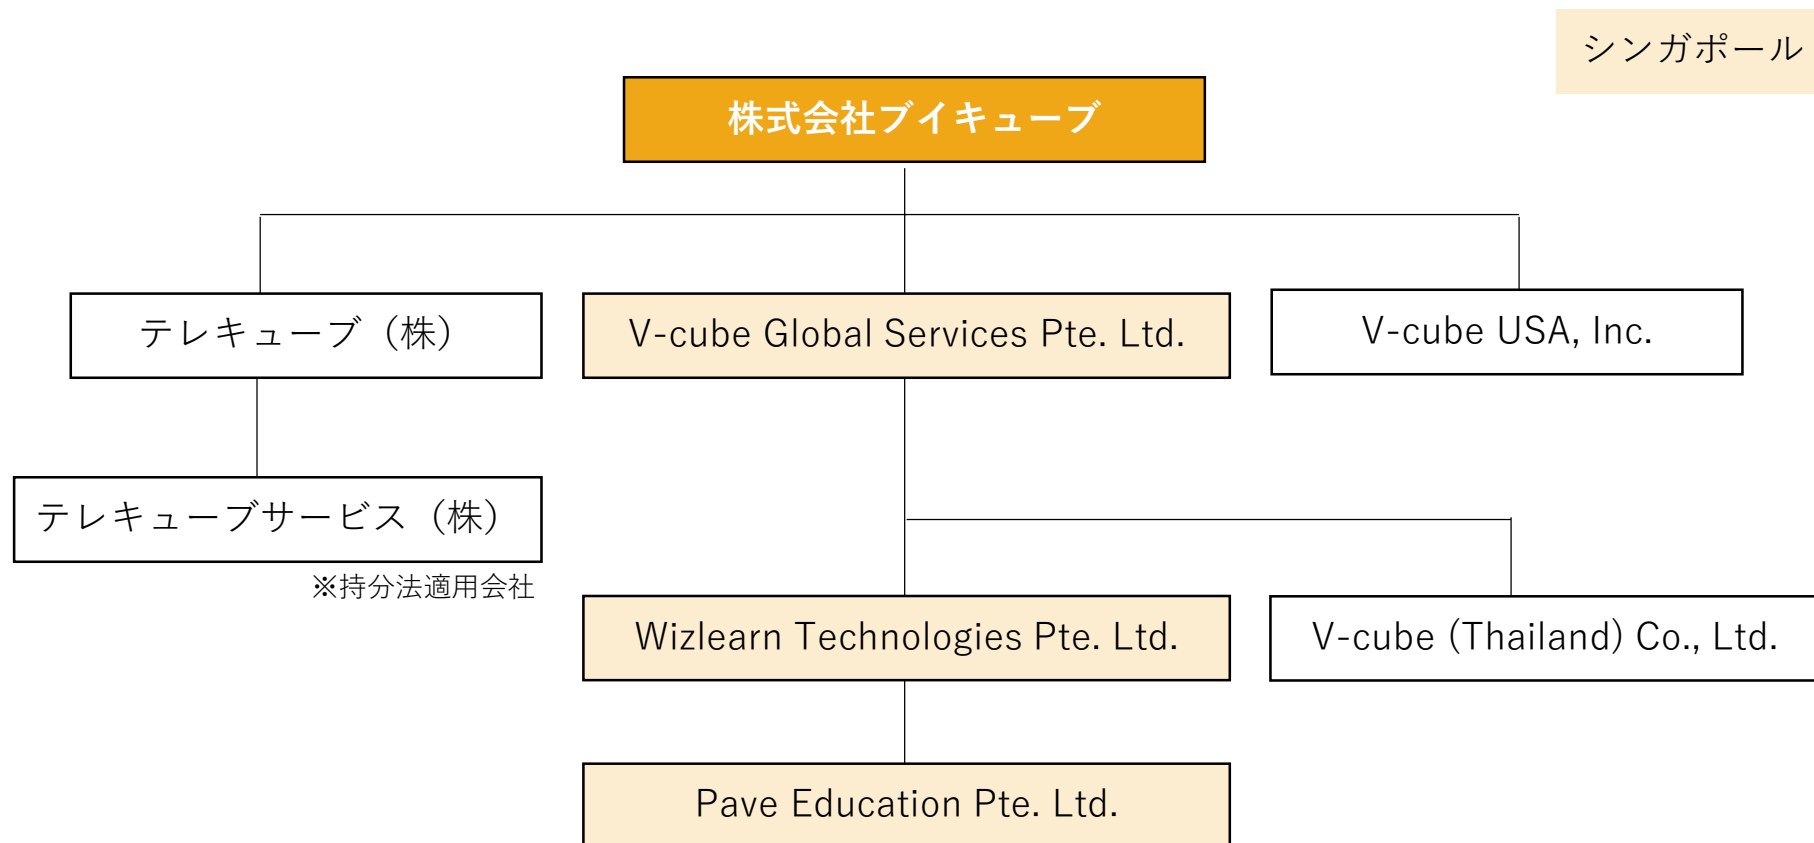 シンガポール
株式会社ブイキューブ
テレキューブ（株）
V-cube Global Services Pte. Ltd.
V-cube USA, Inc.
テレキューブサービス（株）
※持分法適用会社
Wizlearn Technologies Pte. Ltd.
V-cube (Thailand) Co., Ltd.
Pave Education Pte. Ltd.